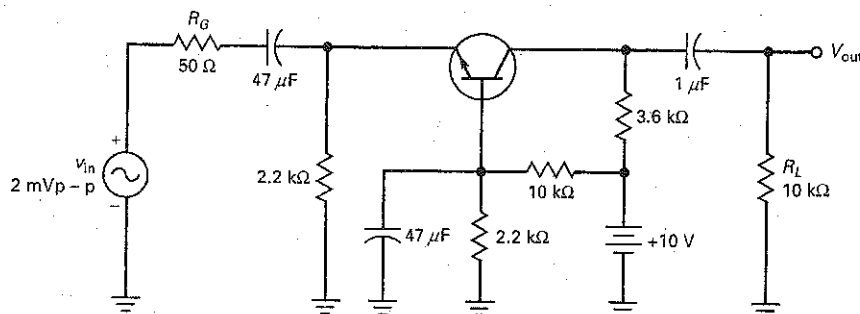 R_G
50 Ω
47 μF
1 μF
V_out
3.6 kΩ
+
v_in
2 mVp – p
–
2.2 kΩ
10 kΩ
R_L
10 kΩ
47 μF
2.2 kΩ
+10 V